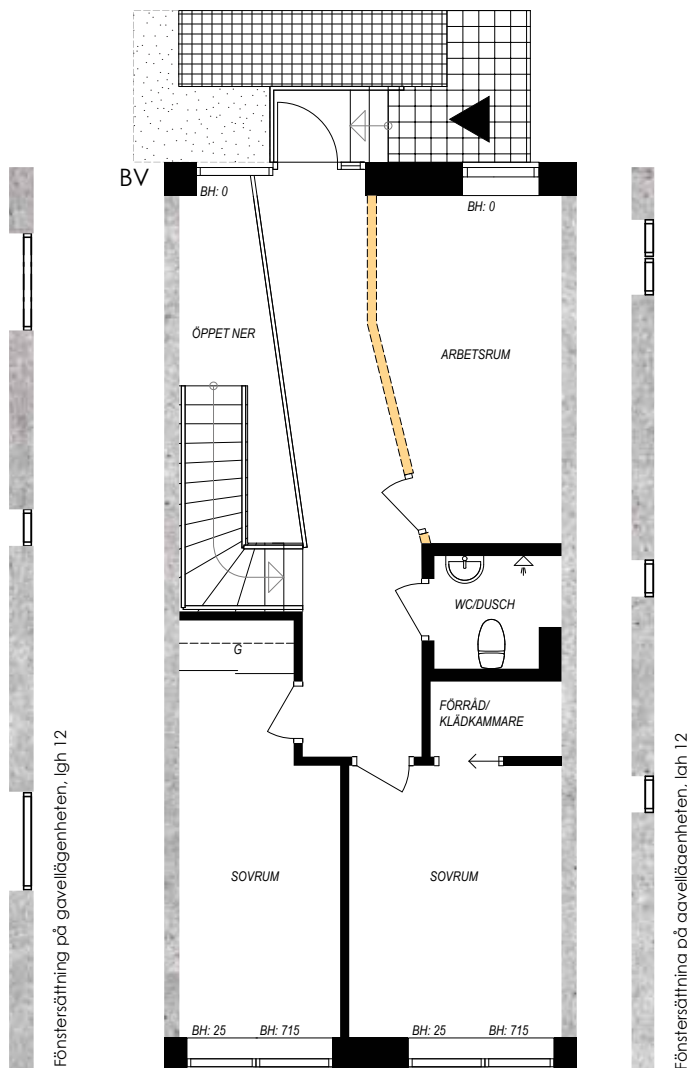 BV
BH: 0
BH: 0
ÖPPET NER
ARBETSRUM
WC/DUSCH
G
FÖRRÅD/
KLÄDKAMMARE
SOVRUM
SOVRUM
BH: 25
BH: 715
BH: 25
BH: 715
Fönstersättning på gavellägenheten, lgh 12
Fönstersättning på gavellägenheten, lgh 12